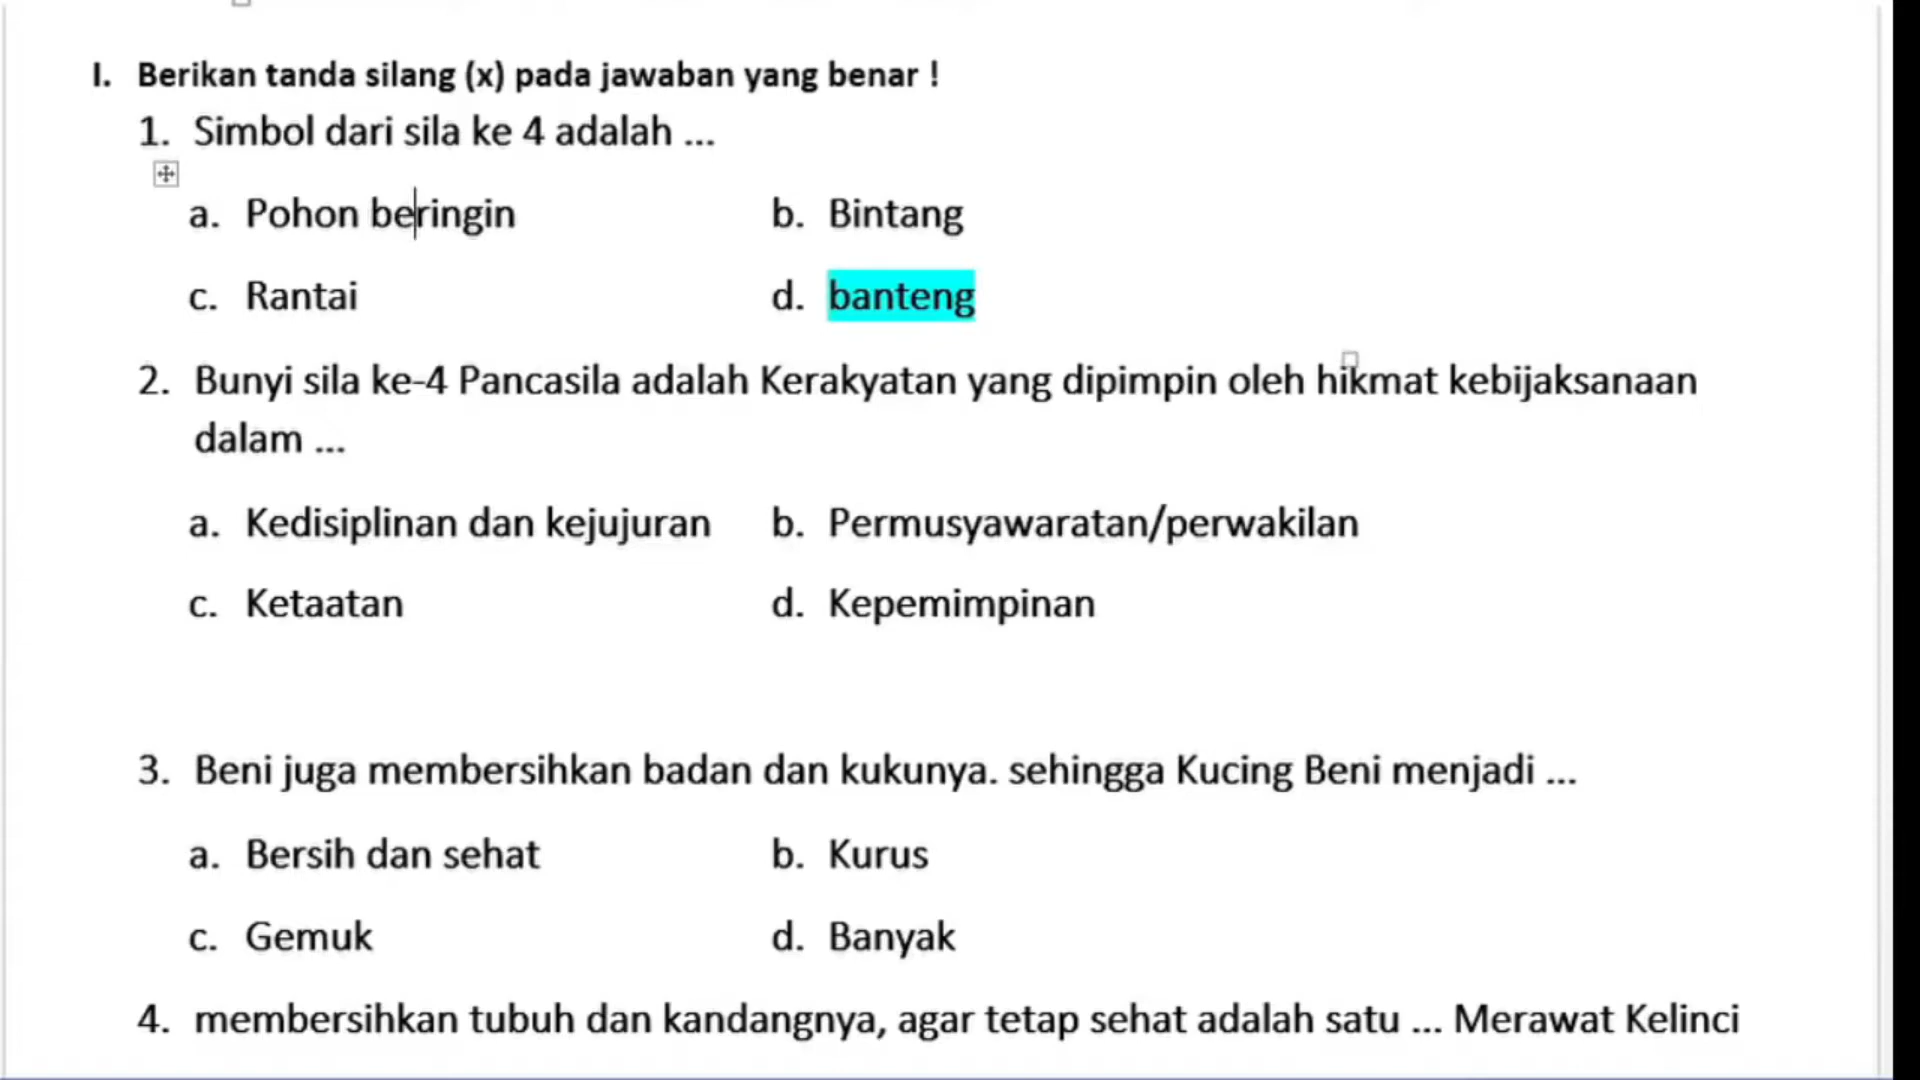 I. Berikan tanda silang (x) pada jawaban yang benar !
1. Simbol dari sila ke 4 adalah ...
a. Pohon beringin b. Bintang
c. Rantai d. banteng
2. Bunyi sila ke-4 Pancasila adalah Kerakyatan yang dipimpin oleh hikmat kebijaksanaan
dalam ...
a. Kedisiplinan dan kejujuran b. Permusyawaratan/perwakilan
c. Ketaatan d. Kepemimpinan
3. Beni juga membersihkan badan dan kukunya. sehingga Kucing Beni menjadi ...
a. Bersih dan sehat b. Kurus
c. Gemuk d. Banyak
4. membersihkan tubuh dan kandangnya, agar tetap sehat adalah satu ... Merawat Kelinci